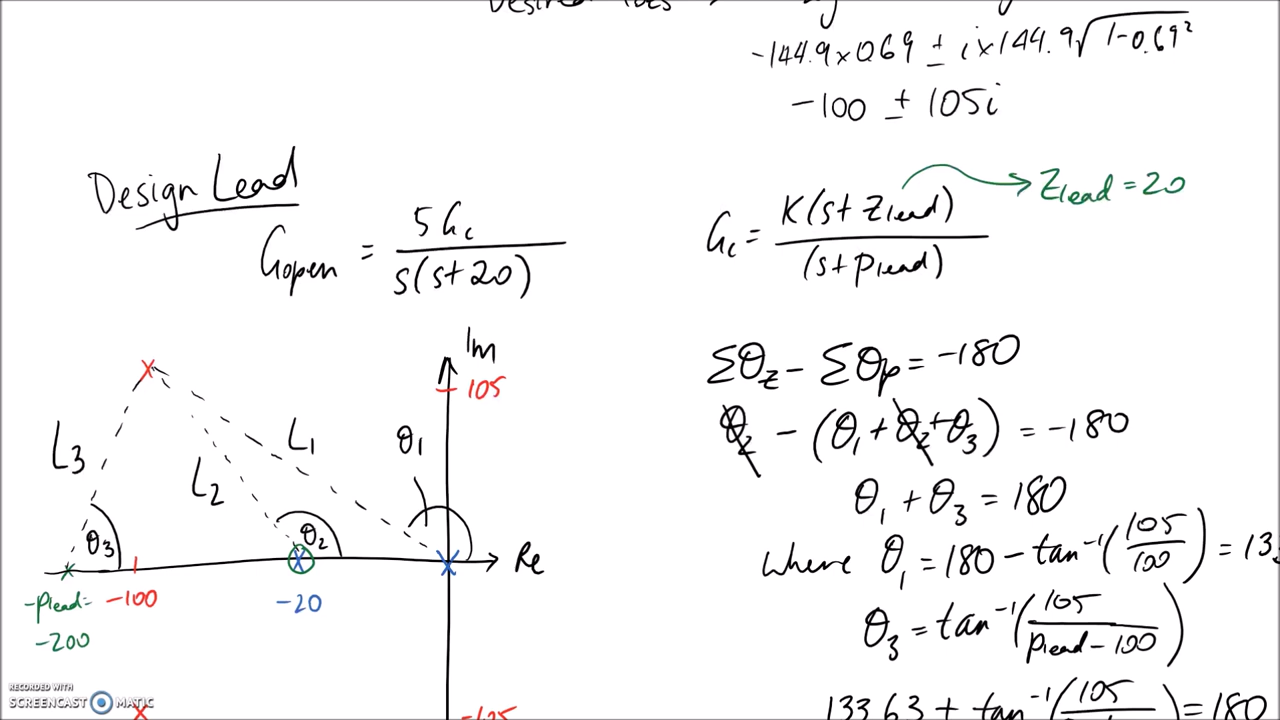 -144.9×0.69 ± i×144.9√(1-0.69²)
-100 ± 105i
Design Lead
Gopen = 5Gc / s(s+20)
Gc = K(s+Zlead) / (s+Plead)
Zlead = 20
ΣΘz - ΣΘp = -180
Θz - (Θ1 + Θ2 + Θ3) = -180
Θ1 + Θ3 = 180
Where Θ1 = 180 - tan⁻¹(105/100) = 13
Θ3 = tan⁻¹(105 / Plead - 100)
133.63 + tan⁻¹(105 = 180
Im
105
L3
L2
L1
Θ1
Θ3
Θ2
Re
-Plead=
-200
-100
-20
RECORDED WITH
SCREENCAST MATIC